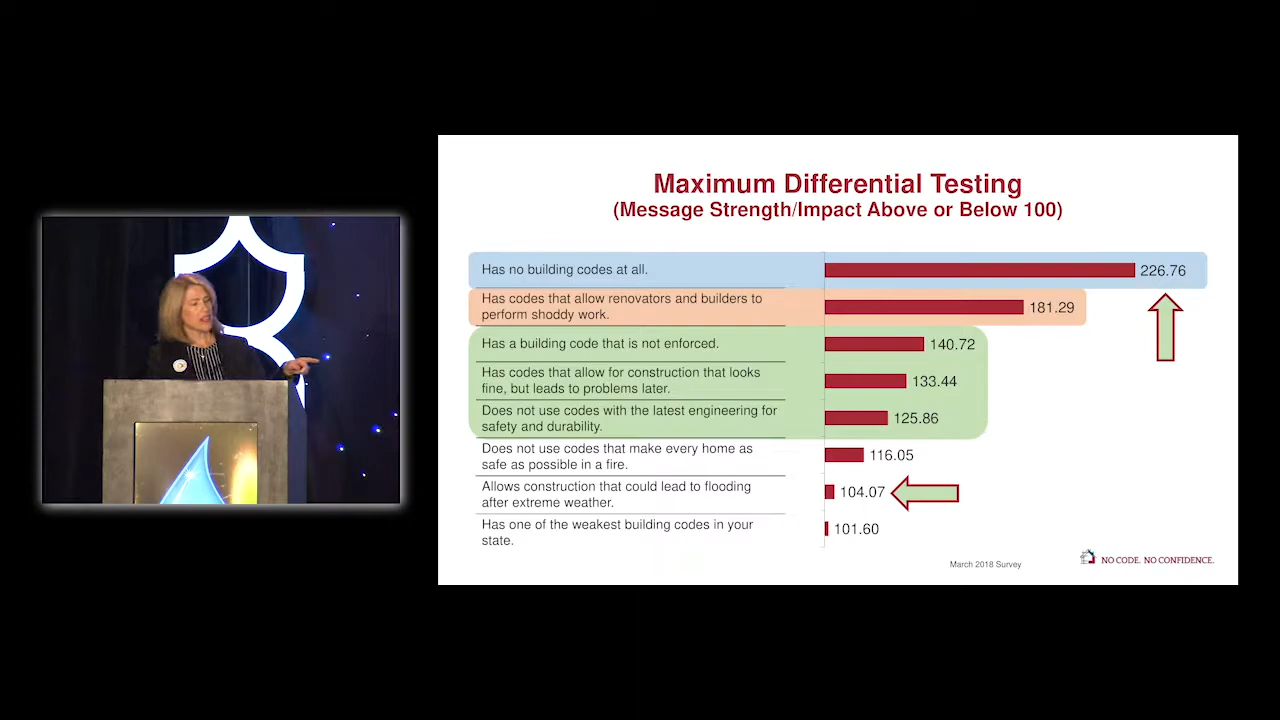 Maximum Differential Testing
(Message Strength/Impact Above or Below 100)
Has no building codes at all.
226.76
Has codes that allow renovators and builders to
perform shoddy work.
181.29
Has a building code that is not enforced.
140.72
Has codes that allow for construction that looks
fine, but leads to problems later.
133.44
Does not use codes with the latest engineering for
safety and durability.
125.86
Does not use codes that make every home as
safe as possible in a fire.
116.05
Allows construction that could lead to flooding
after extreme weather.
104.07
Has one of the weakest building codes in your
state.
101.60
March 2018 Survey
NO CODE. NO CONFIDENCE.